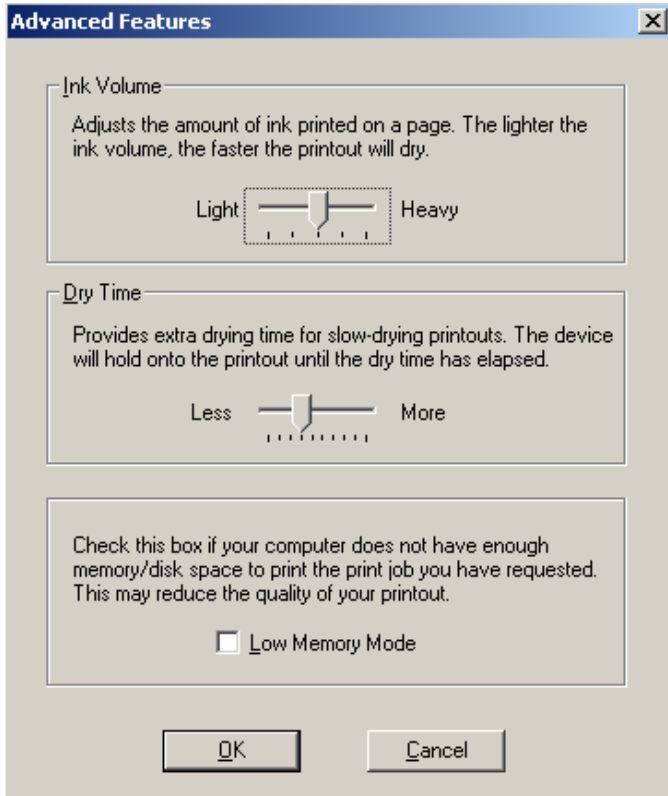 Advanced Features
Ink Volume
Adjusts the amount of ink printed on a page. The lighter the
ink volume, the faster the printout will dry.
Light Heavy
Dry Time
Provides extra drying time for slow-drying printouts. The device
will hold onto the printout until the dry time has elapsed.
Less More
Check this box if your computer does not have enough
memory/disk space to print the print job you have requested.
This may reduce the quality of your printout.
Low Memory Mode
OK Cancel